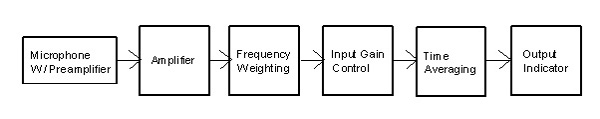 Microphone
W/Preamplifier
Amplifier
Frequency
Weighting
Input Gain
Control
Time
Averaging
Output
Indicator